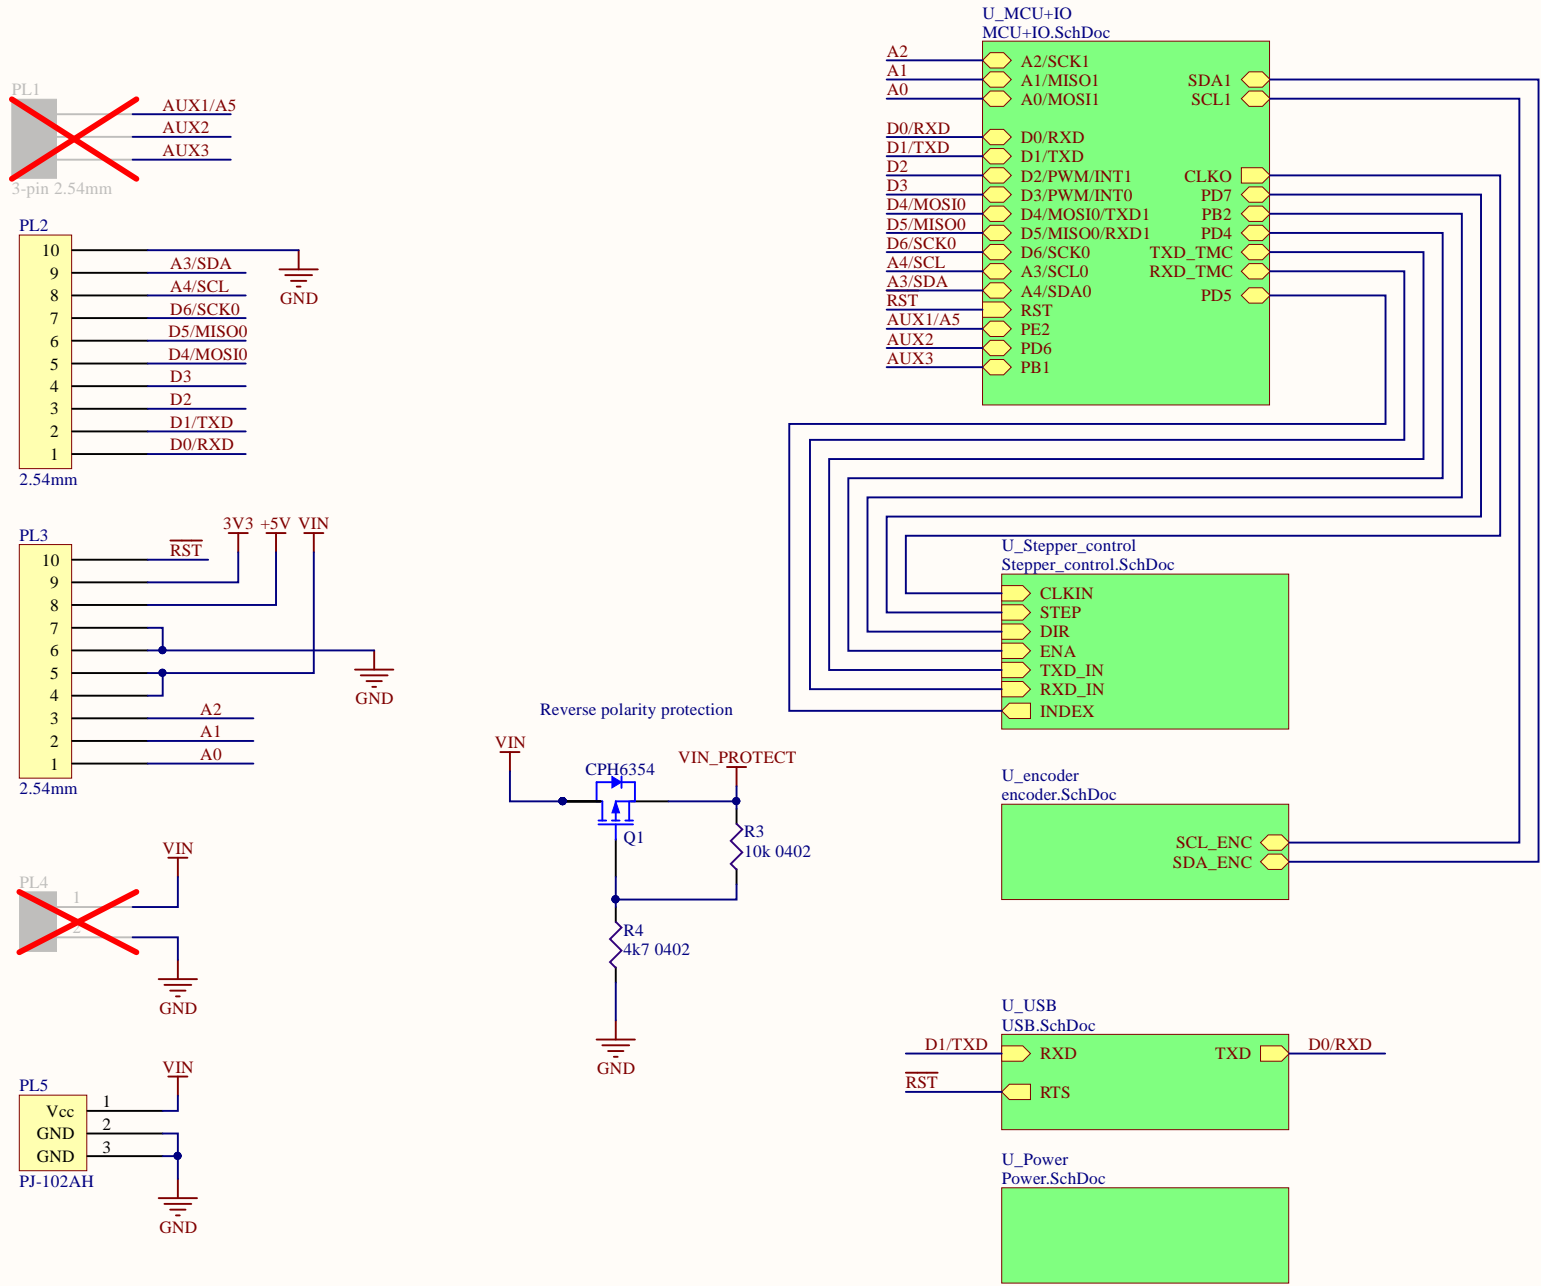 PL1
AUX1/A5
AUX2
AUX3
3-pin 2.54mm
PL2
10
9 A3/SDA
8 A4/SCL
7 D6/SCK0
6 D5/MISO0
5 D4/MOSI0
4 D3
3 D2
2 D1/TXD
1 D0/RXD
2.54mm
GND
PL3
3V3 +5V VIN
10 RST
9
8
7
6
5
4
3 A2
2 A1
1 A0
2.54mm
GND
VIN
PL4
1
2
GND
VIN
PL5
Vcc 1
GND 2
GND 3
PJ-102AH
GND
Reverse polarity protection
VIN
CPH6354
VIN_PROTECT
Q1
R3
10k 0402
R4
4k7 0402
GND
U_MCU+IO
MCU+IO.SchDoc
A2 A2/SCK1
A1 A1/MISO1 SDA1
A0 A0/MOSI1 SCL1
D0/RXD D0/RXD
D1/TXD D1/TXD
D2 D2/PWM/INT1 CLKO
D3 D3/PWM/INT0 PD7
D4/MOSI0 D4/MOSI0/TXD1 PB2
D5/MISO0 D5/MISO0/RXD1 PD4
D6/SCK0 D6/SCK0 TXD_TMC
A4/SCL A3/SCL0 RXD_TMC
A3/SDA A4/SDA0 PD5
RST RST
AUX1/A5 PE2
AUX2 PD6
AUX3 PB1
U_Stepper_control
Stepper_control.SchDoc
CLKIN
STEP
DIR
ENA
TXD_IN
RXD_IN
INDEX
U_encoder
encoder.SchDoc
SCL_ENC
SDA_ENC
U_USB
USB.SchDoc
D1/TXD RXD TXD D0/RXD
RST RTS
U_Power
Power.SchDoc